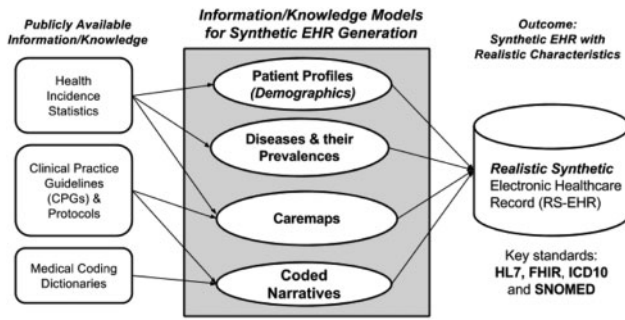 Publicly Available
Information/Knowledge
Health
Incidence
Statistics
Clinical Practice
Guidelines
(CPGs) &
Protocols
Medical Coding
Dictionaries
Information/Knowledge Models
for Synthetic EHR Generation
Patient Profiles
(Demographics)
Diseases & their
Prevalences
Caremaps
Coded
Narratives
Outcome:
Synthetic EHR with
Realistic Characteristics
Realistic Synthetic
Electronic Healthcare
Record (RS-EHR)
Key standards:
HL7, FHIR, ICD10
and SNOMED